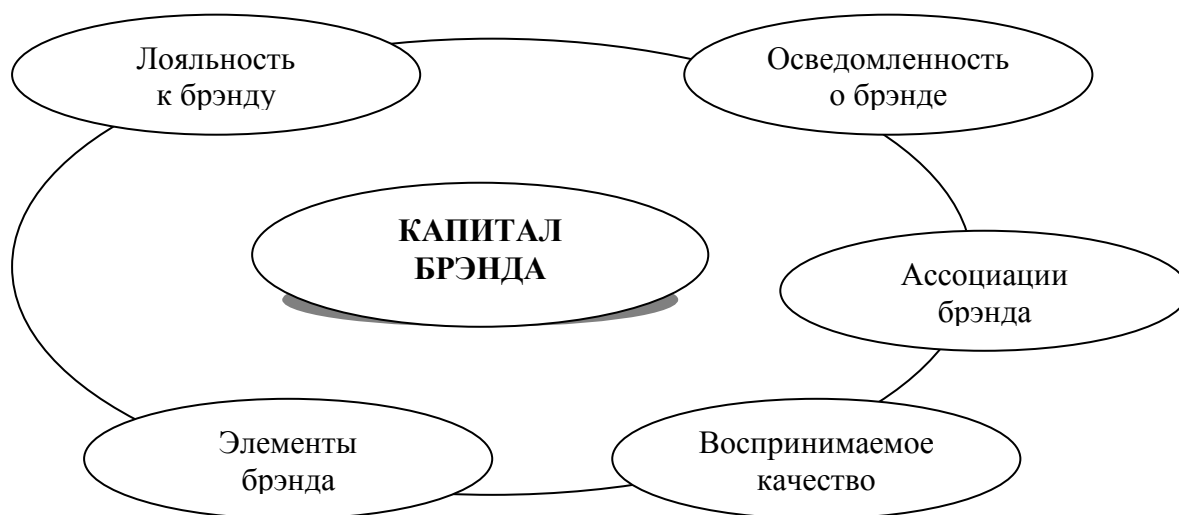 Лояльность
к брэнду
Осведомленность
о брэнде
КАПИТАЛ
БРЭНДА
Ассоциации
брэнда
Элементы
брэнда
Воспринимаемое
качество